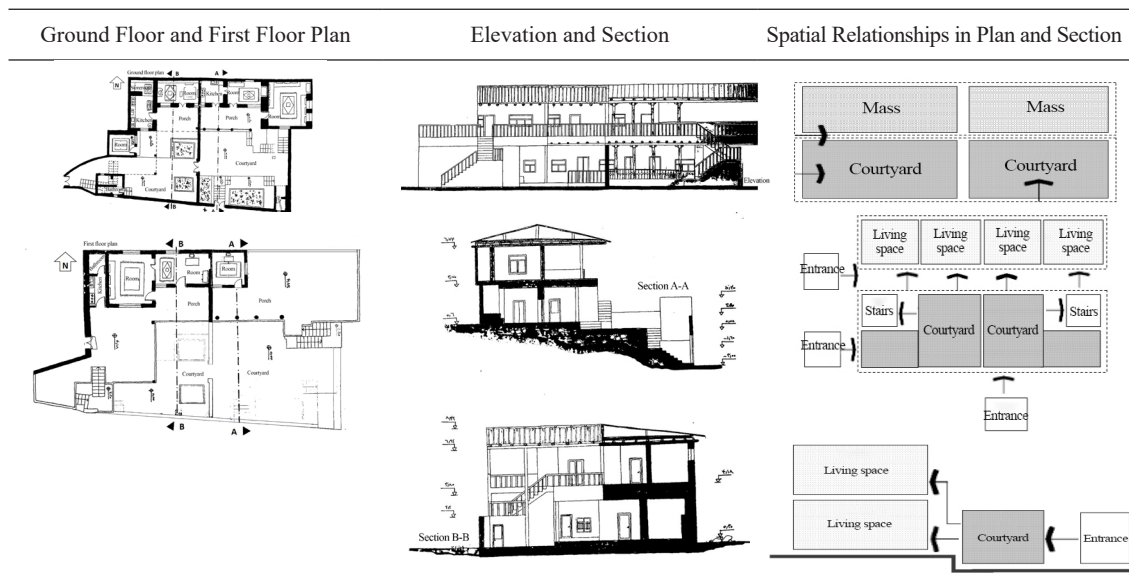 Ground Floor and First Floor Plan
Elevation and Section
Spatial Relationships in Plan and Section
Ground floor plan
B
A
N
Room
Kitchen
Room
Room
Kitchen
Porch
Porch
Room
Courtyard
Courtyard
B
A
First floor plan
B
A
N
Room
Kitchen
Room
Room
Porch
Porch
Courtyard
Courtyard
B
A
Elevation
Section A-A
Section B-B
Mass
Mass
Courtyard
Courtyard
Living
space
Living
space
Living
space
Living
space
Entrance
Stairs
Courtyard
Courtyard
Stairs
Entrance
Entrance
Living space
Living space
Courtyard
Entrance